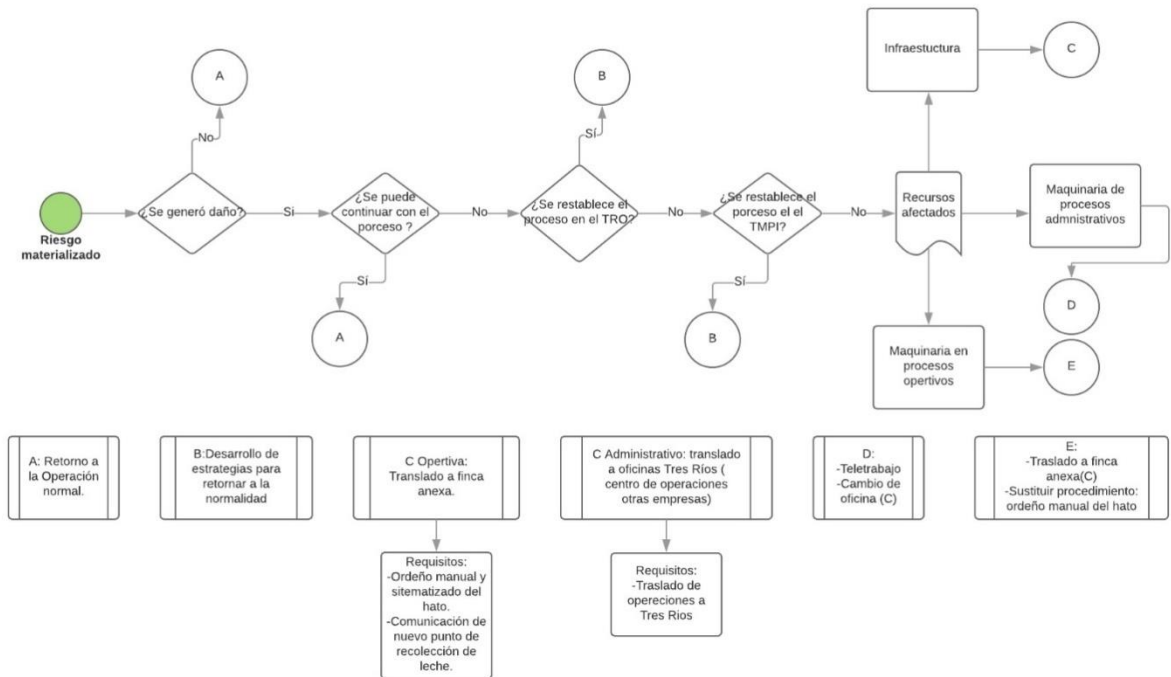 Infraestuctura
C
A
B
No
Sí
Riesgo
materializado
¿Se generó daño?
Si
¿Se puede
continuar con el
porceso ?
No
¿Se restablece el
proceso en el TRO?
No
¿Se restablece el
porceso el el
TMPI?
No
Recursos
afectados
Maquinaria de
procesos
admnistrativos
Sí
A
Sí
B
D
Maquinaria en
procesos
opertivos
E
A: Retorno a
la Operación
normal.
B:Desarrollo de
estrategias para
retornar a la
normalidad
C Opertiva:
Translado a finca
anexa.
C Administrativo: translado
a oficinas Tres Ríos (
centro de operaciones
otras empresas)
D:
-Teletrabajo
-Cambio de
oficina (C)
E:
-Traslado a finca
anexa(C)
-Sustituir procedimiento:
ordeño manual del hato
Requisitos:
-Ordeño manual y
sitematizado del
hato.
-Comunicación de
nuevo punto de
recolección de
leche.
Requisitos:
-Traslado de
opereciones a
Tres Rios